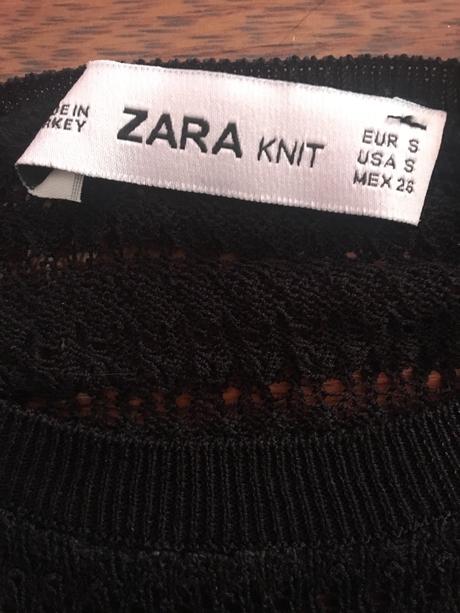 DE IN
RKEY
ZARA KNIT
EUR S
USA S
MEX 26